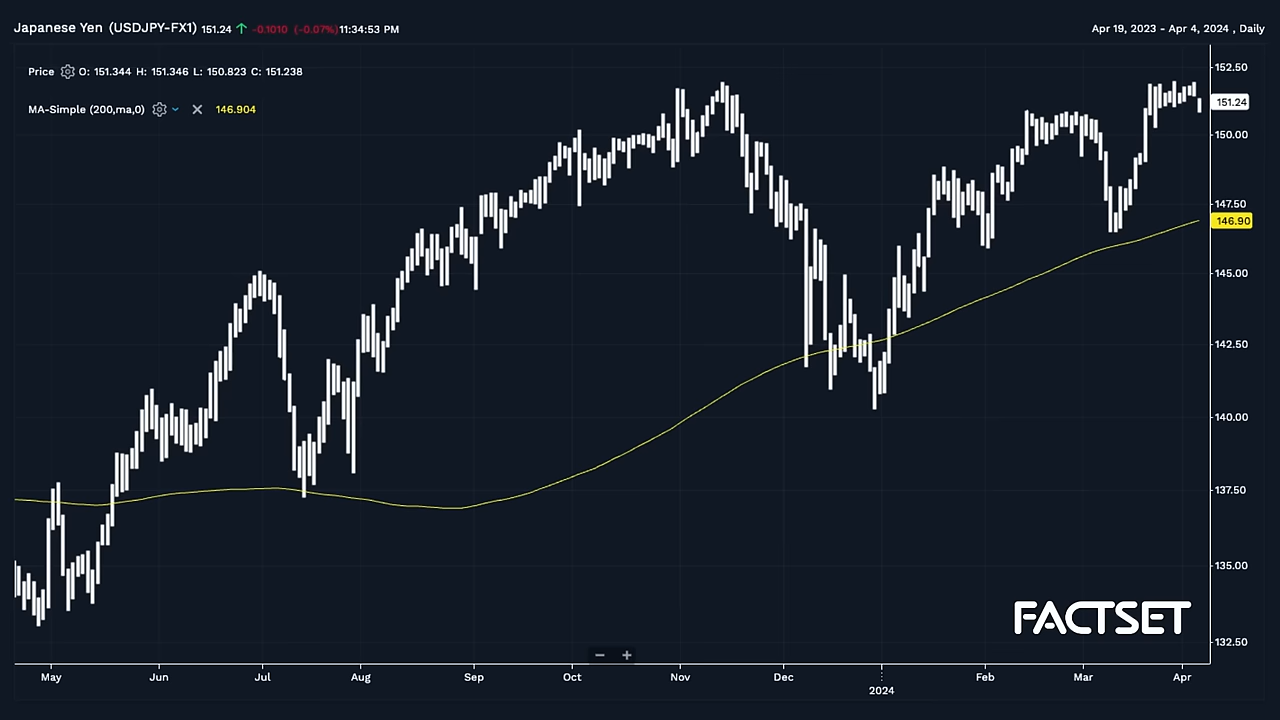 Japanese Yen (USDJPY-FX1) 151.24 ↑ -0.1010 (-0.07%) 11:34:53 PM
Apr 19, 2023 - Apr 4, 2024 , Daily
Price O: 151.344 H: 151.346 L: 150.823 C: 151.238
MA-Simple (200,ma,0) 146.904
152.50
151.24
150.00
147.50
146.90
145.00
142.50
140.00
137.50
135.00
132.50
FACTSET
May Jun Jul Aug Sep Oct Nov Dec Feb Mar Apr
2024